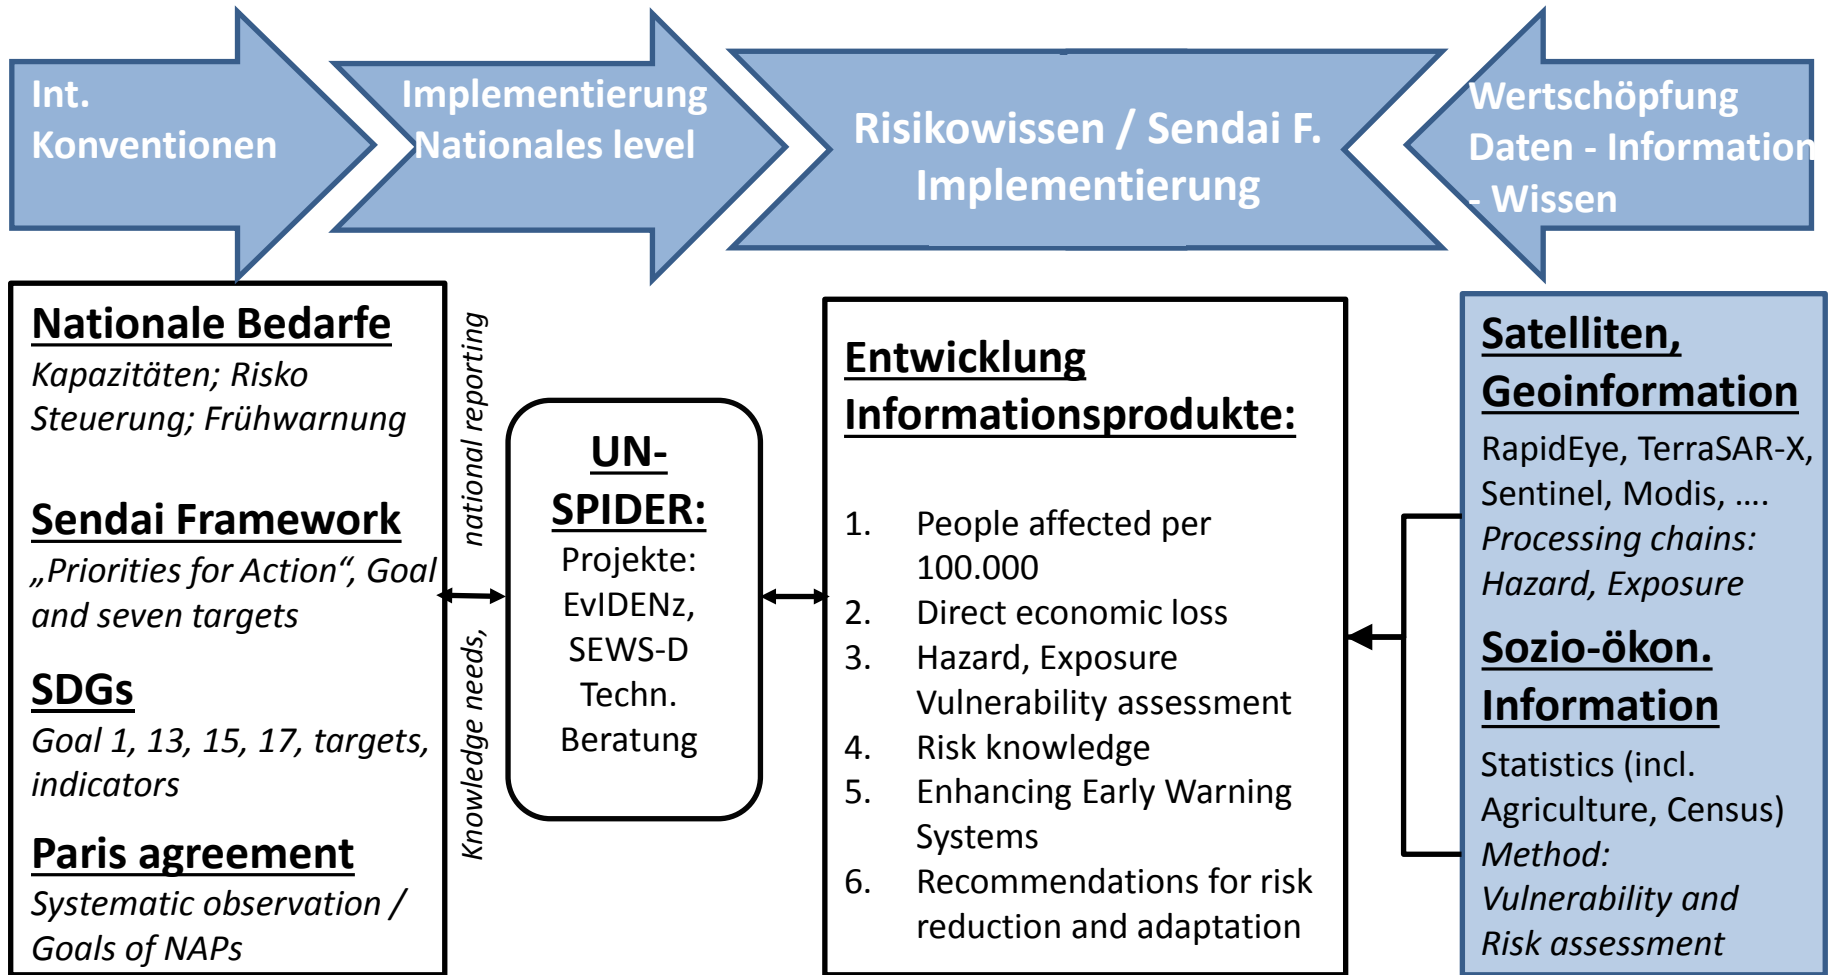 Int.
Konventionen
Implementierung
Nationales level
Risikowissen / Sendai F.
Implementierung
Wertschöpfung
Daten - Information
- Wissen
Nationale Bedarfe
Kapazitäten; Risko
Steuerung; Frühwarnung
Sendai Framework
„Priorities for Action“, Goal
and seven targets
SDGs
Goal 1, 13, 15, 17, targets,
indicators
Paris agreement
Systematic observation /
Goals of NAPs
Knowledge needs, national reporting
UN-
SPIDER:
Projekte:
EvIDENz,
SEWS-D
Techn.
Beratung
Entwicklung
Informationsprodukte:
1. People affected per
100.000
2. Direct economic loss
3. Hazard, Exposure
Vulnerability assessment
4. Risk knowledge
5. Enhancing Early Warning
Systems
6. Recommendations for risk
reduction and adaptation
Satelliten,
Geoinformation
RapidEye, TerraSAR-X,
Sentinel, Modis, ....
Processing chains:
Hazard, Exposure
Sozio-ökon.
Information
Statistics (incl.
Agriculture, Census)
Method:
Vulnerability and
Risk assessment